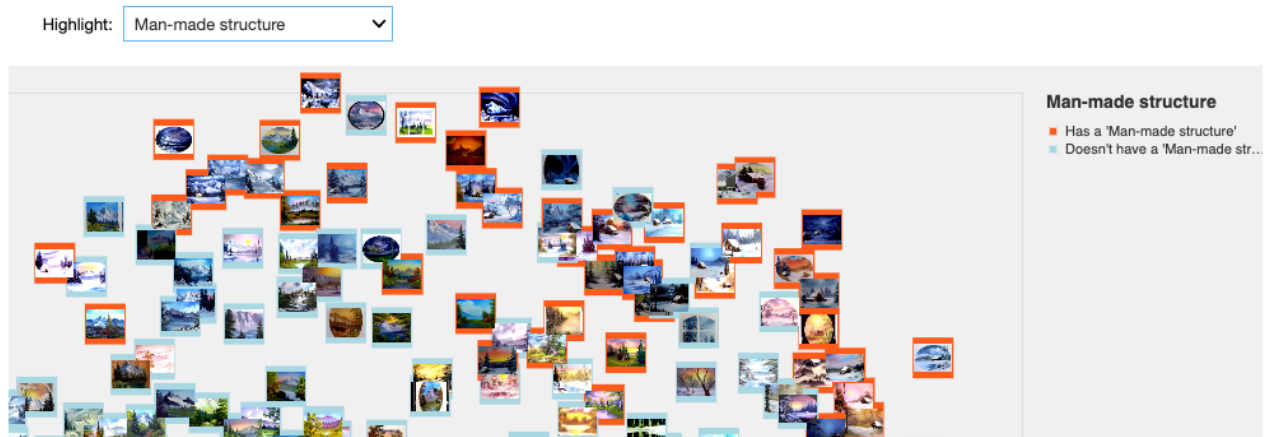 Highlight: Man-made structure
Man-made structure
Has a 'Man-made structure'
Doesn't have a 'Man-made str...